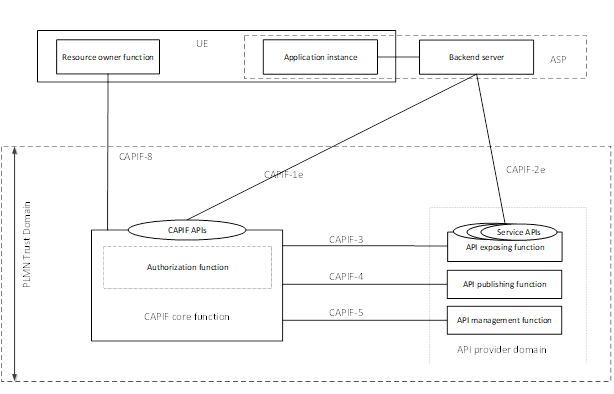 UE
Resource owner function
Application instance
Backend server
ASP
CAPIF-8
CAPIF-1e
CAPIF-2e
PLMN Trust Domain
CAPIF APIs
Service APIs
CAPIF-3
API exposing function
Authorization function
CAPIF-4
API publishing function
CAPIF core function
CAPIF-5
API management function
API provider domain